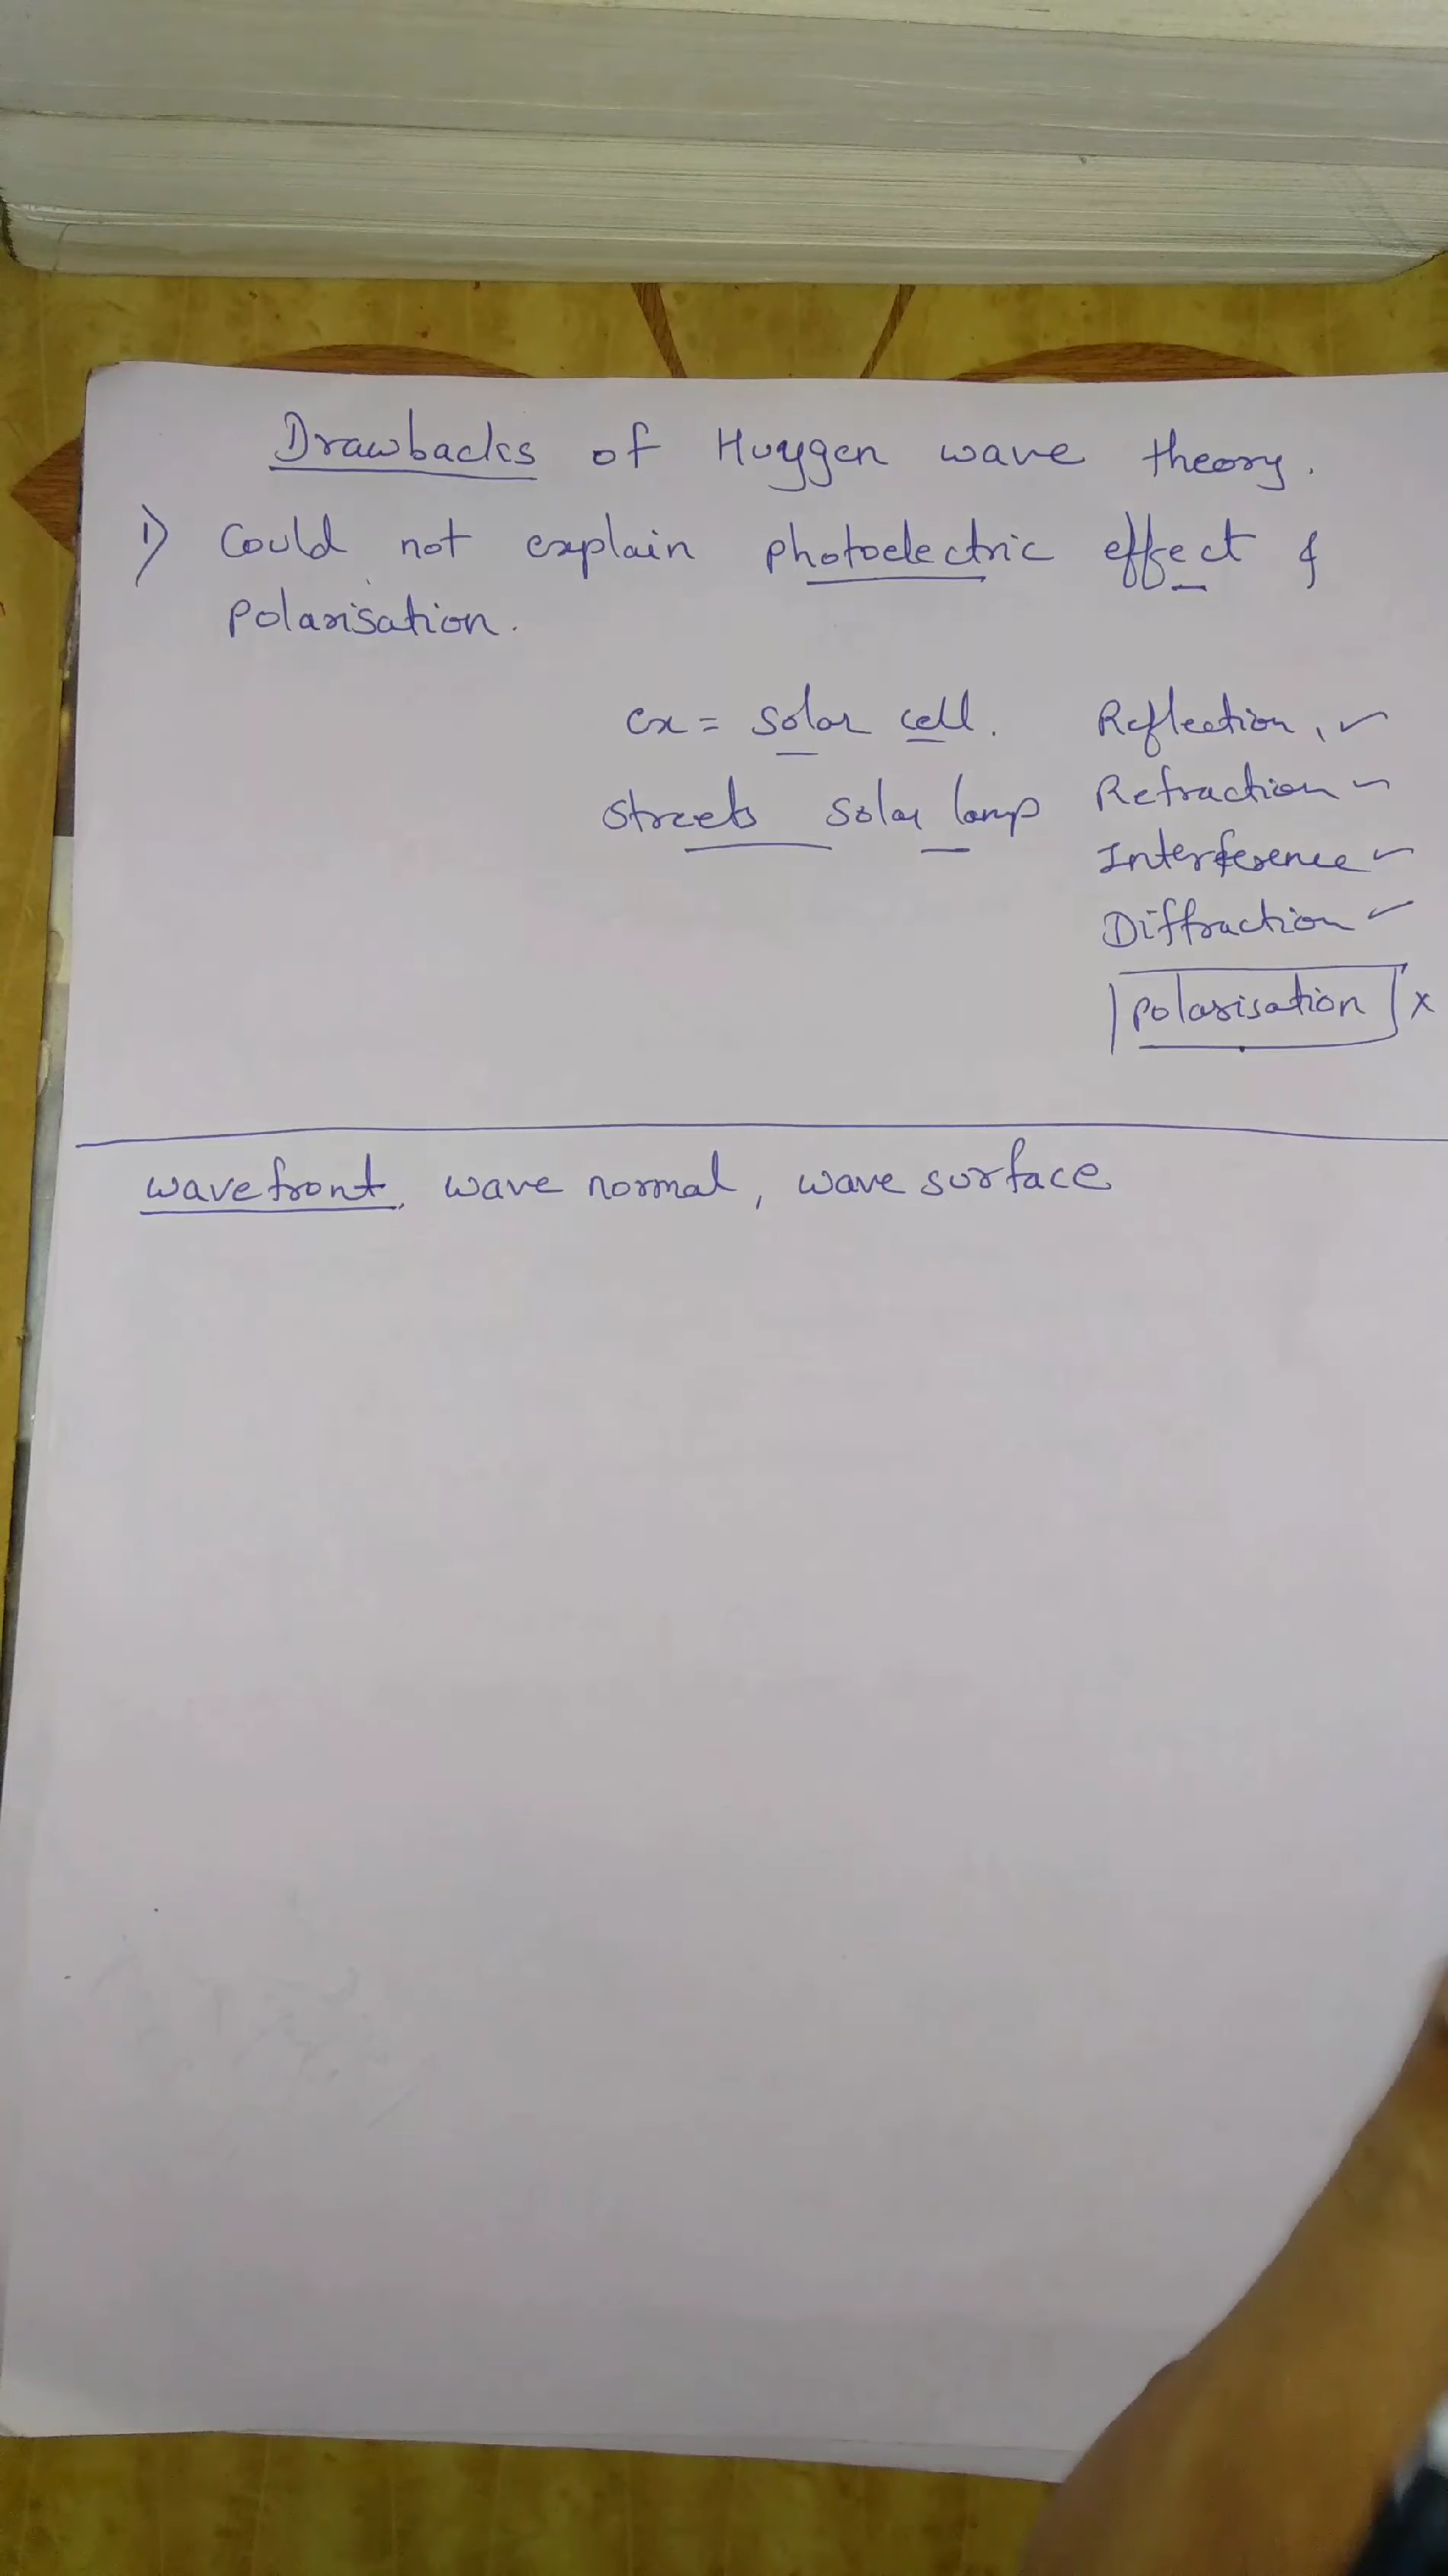 Drawbacks of Huygen wave theory.
1) Could not explain photoelectric effect &
polarisation.
ex = solar cell.
streets solar lamp
Reflection, ✓
Refraction ✓
Interference ✓
Diffraction ✓
polarisation x
wavefront, wave normal, wave surface